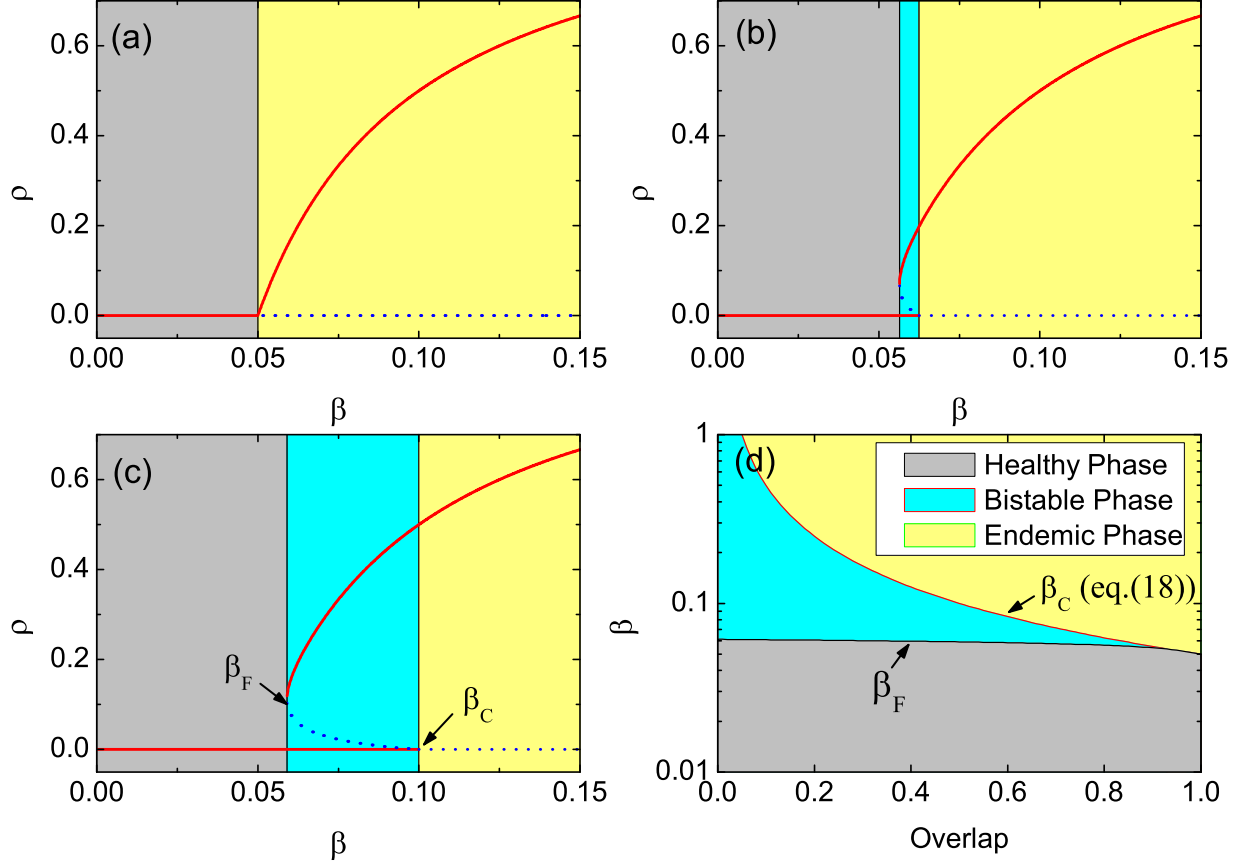 (a)
0.6
0.4
0.2
0.0
ρ
0.00 0.05 0.10 0.15
β
(b)
0.6
0.4
0.2
0.0
ρ
0.00 0.05 0.10 0.15
β
(c)
0.6
0.4
0.2
0.0
ρ
β_F
β_C
0.00 0.05 0.10 0.15
β
(d)
1
0.1
0.01
β
Healthy Phase
Bistable Phase
Endemic Phase
β_C (eq.(18))
β_F
0.0 0.2 0.4 0.6 0.8 1.0
Overlap